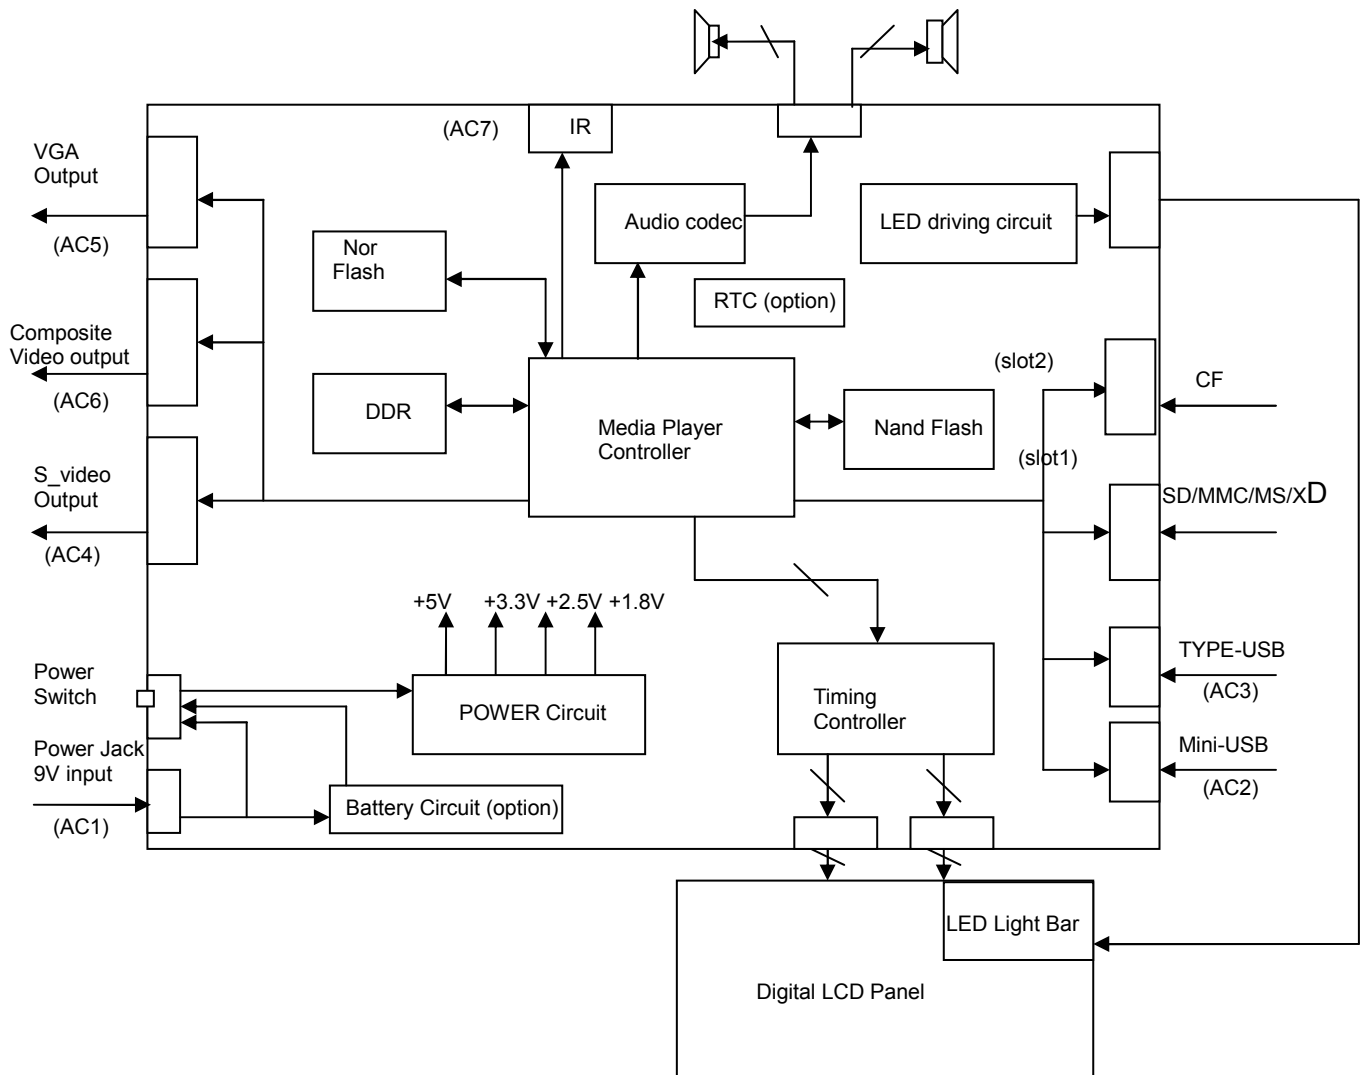 (AC7)
IR
VGA
Output
(AC5)
Audio codec
LED driving circuit
Nor
Flash
RTC (option)
Composite
Video output
(AC6)
DDR
Media Player
Controller
Nand Flash
(slot2)
CF
(slot1)
S_video
Output
(AC4)
SD/MMC/MS/XD
+5V
+3.3V
+2.5V
+1.8V
Power
Switch
POWER Circuit
Timing
Controller
TYPE-USB
(AC3)
Power Jack
9V input
(AC1)
Battery Circuit (option)
Mini-USB
(AC2)
LED Light Bar
Digital LCD Panel